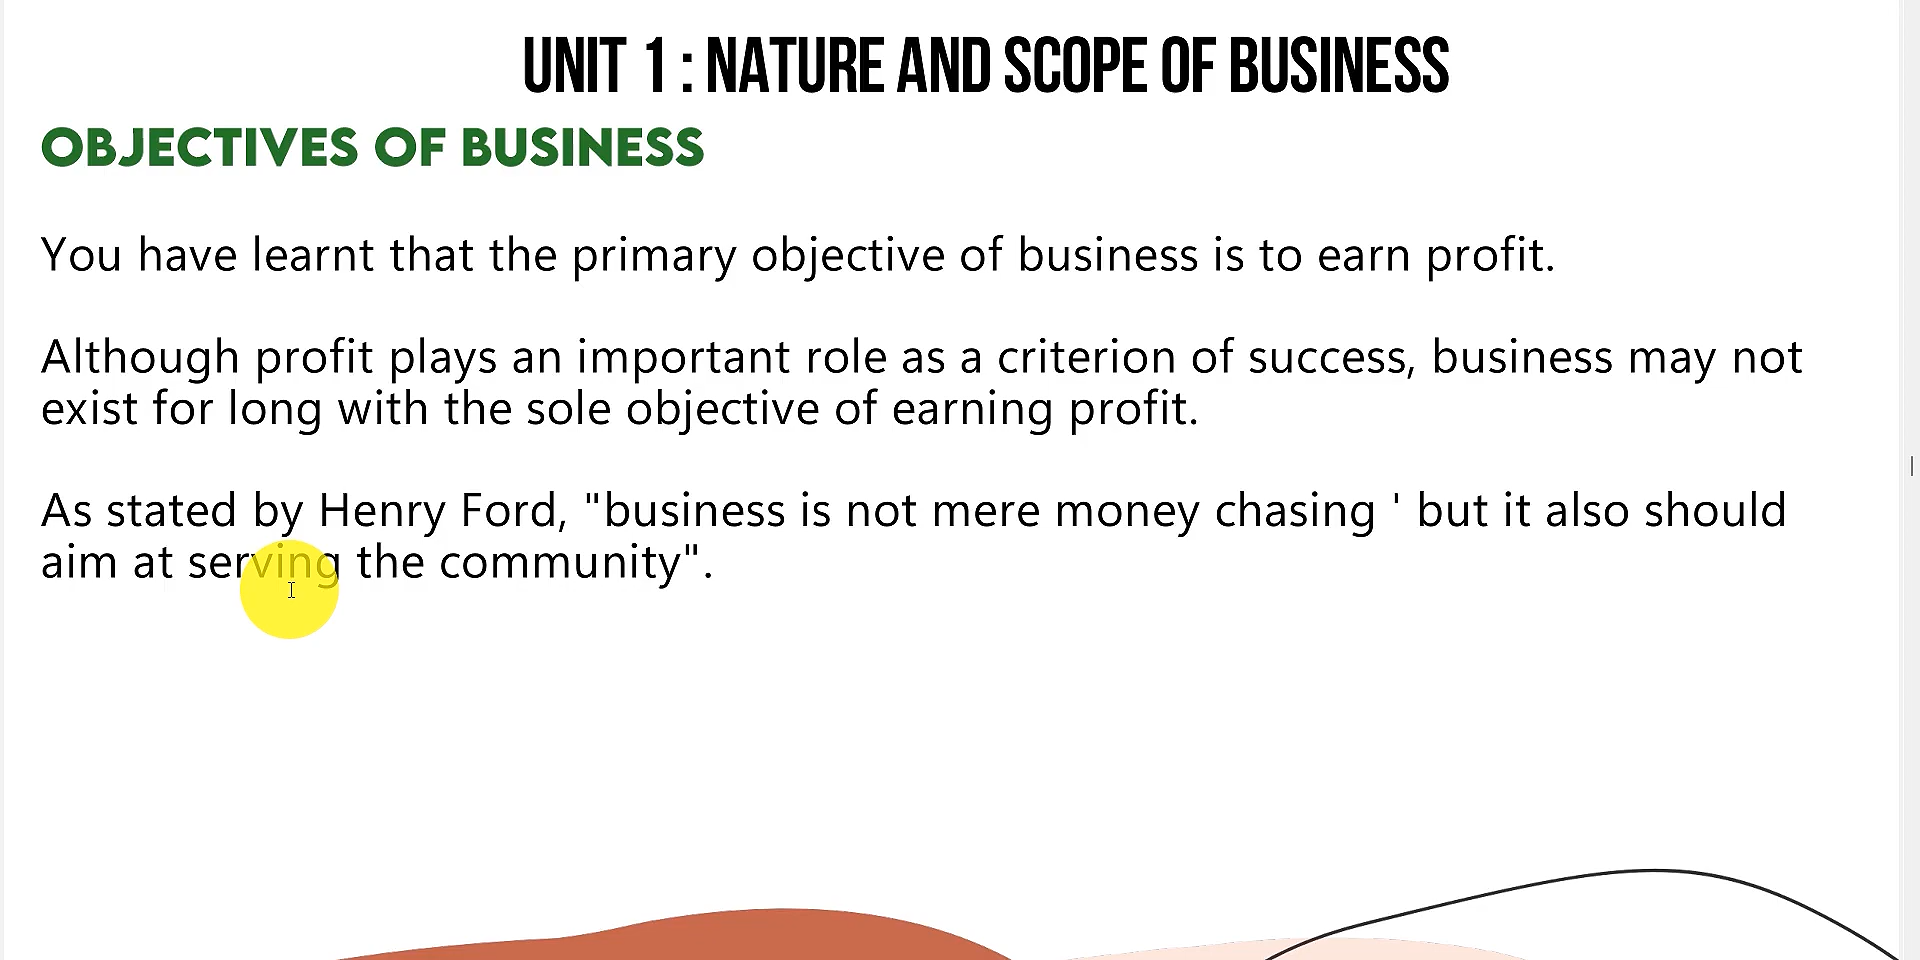 UNIT 1 : NATURE AND SCOPE OF BUSINESS
OBJECTIVES OF BUSINESS
You have learnt that the primary objective of business is to earn profit.
Although profit plays an important role as a criterion of success, business may not
exist for long with the sole objective of earning profit.
As stated by Henry Ford, "business is not mere money chasing ' but it also should
aim at serving the community".